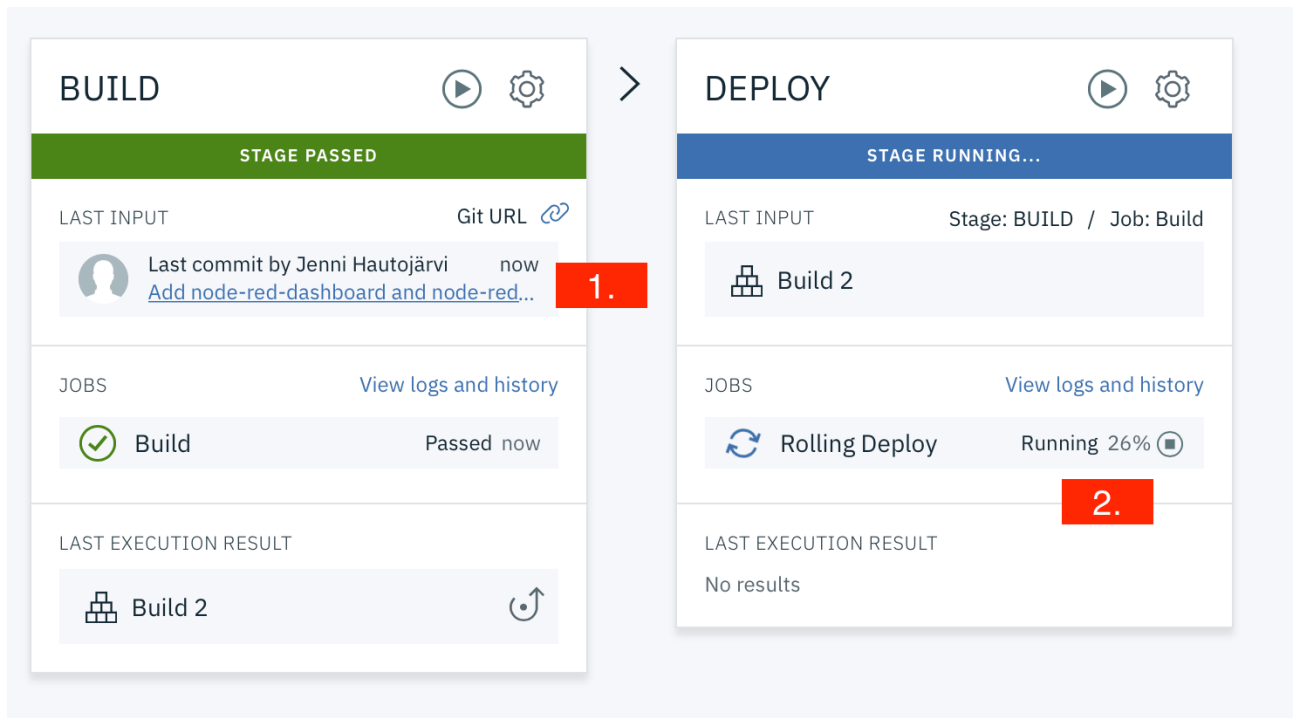 BUILD
STAGE PASSED
LAST INPUT Git URL
Last commit by Jenni Hautojärvi now
Add node-red-dashboard and node-red...
1.
JOBS View logs and history
Build Passed now
LAST EXECUTION RESULT
Build 2
DEPLOY
STAGE RUNNING...
LAST INPUT Stage: BUILD / Job: Build
Build 2
JOBS View logs and history
Rolling Deploy Running 26%
2.
LAST EXECUTION RESULT
No results